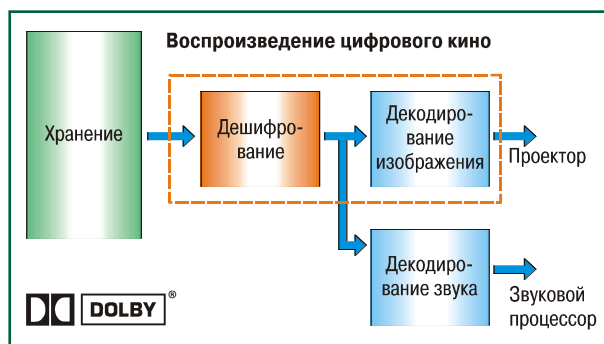 Воспроизведение цифрового кино
Хранение
Дешифро-
вание
Декодиро-
вание
изображения
Проектор
Декодиро-
вание звука
Звуковой
процессор
DOLBY®